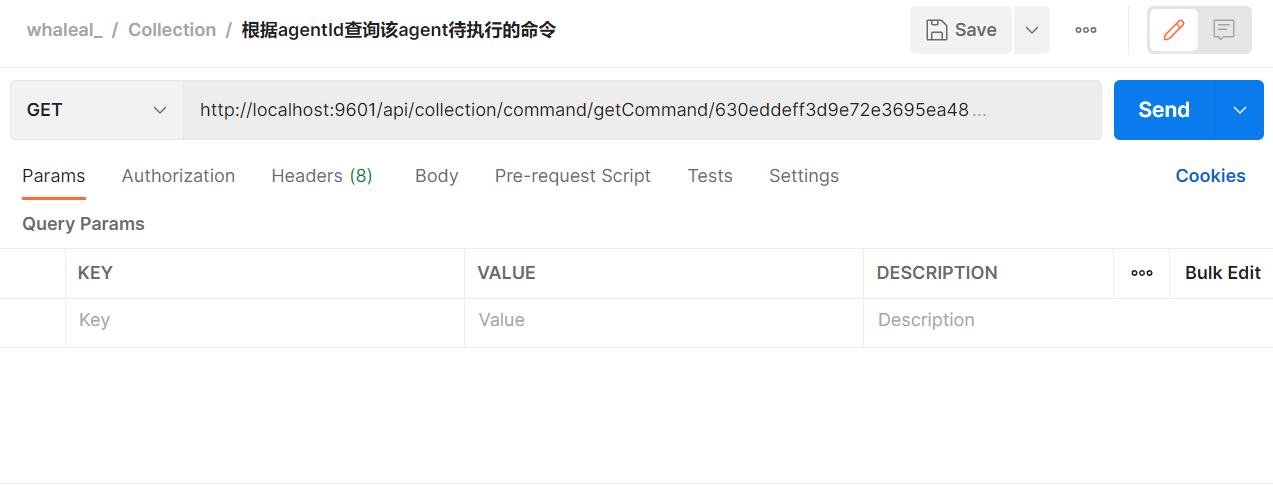 whaleal_ / Collection / 根据agentId查询该agent待执行的命令
Save
GET
http://localhost:9601/api/collection/command/getCommand/630eddeff3d9e72e3695ea48 ...
Send
Params Authorization Headers (8) Body Pre-request Script Tests Settings Cookies
Query Params
KEY VALUE DESCRIPTION Bulk Edit
Key Value Description